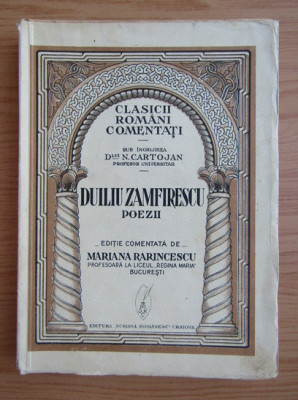 CLASICII
ROMÂNI
COMENTAȚI
SUB ÎNGRIJIREA
DLUI N. CARTOJAN
PROFESOR UNIVERSITAR
DUILIU ZAMFIRESCU
POEZII
EDIȚIE COMENTATĂ DE
MARIANA RARINCESCU
PROFESOARĂ LA LICEUL „REGINA MARIA”
BUCUREȘTI
EDITURA „SCRISUL ROMÂNESC” CRAIOVA